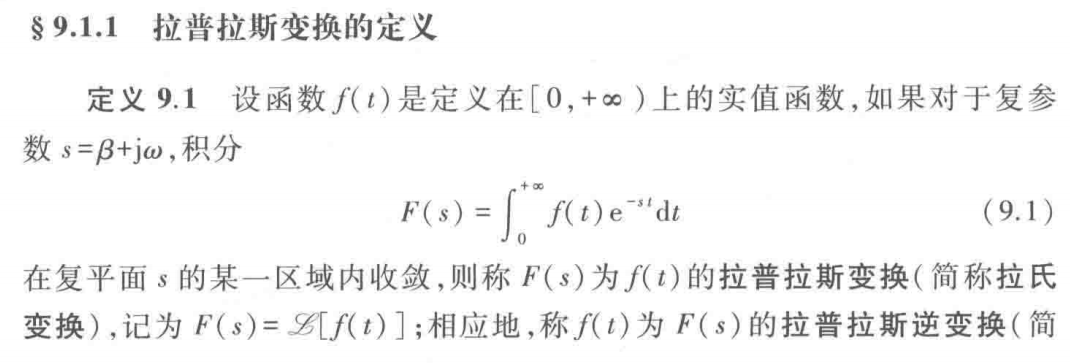 §9.1.1 拉普拉斯变换的定义
定义 9.1 设函数 f(t)是定义在[0,+∞)上的实值函数,如果对于复参
数 s=β+jω,积分
F(s)=∫₀⁺∞ f(t)e⁻ˢᵗdt (9.1)
在复平面 s 的某一区域内收敛,则称 F(s)为 f(t)的拉普拉斯变换(简称拉氏
变换),记为 F(s)=ℒ[f(t)];相应地,称 f(t)为 F(s)的拉普拉斯逆变换(简